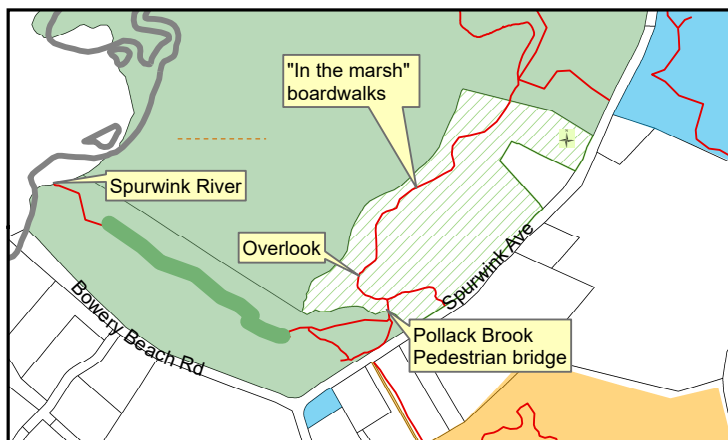 "In the marsh"
boardwalks
Spurwink River
Overlook
Spurwink Ave
Bowery Beach Rd
Pollack Brook
Pedestrian bridge